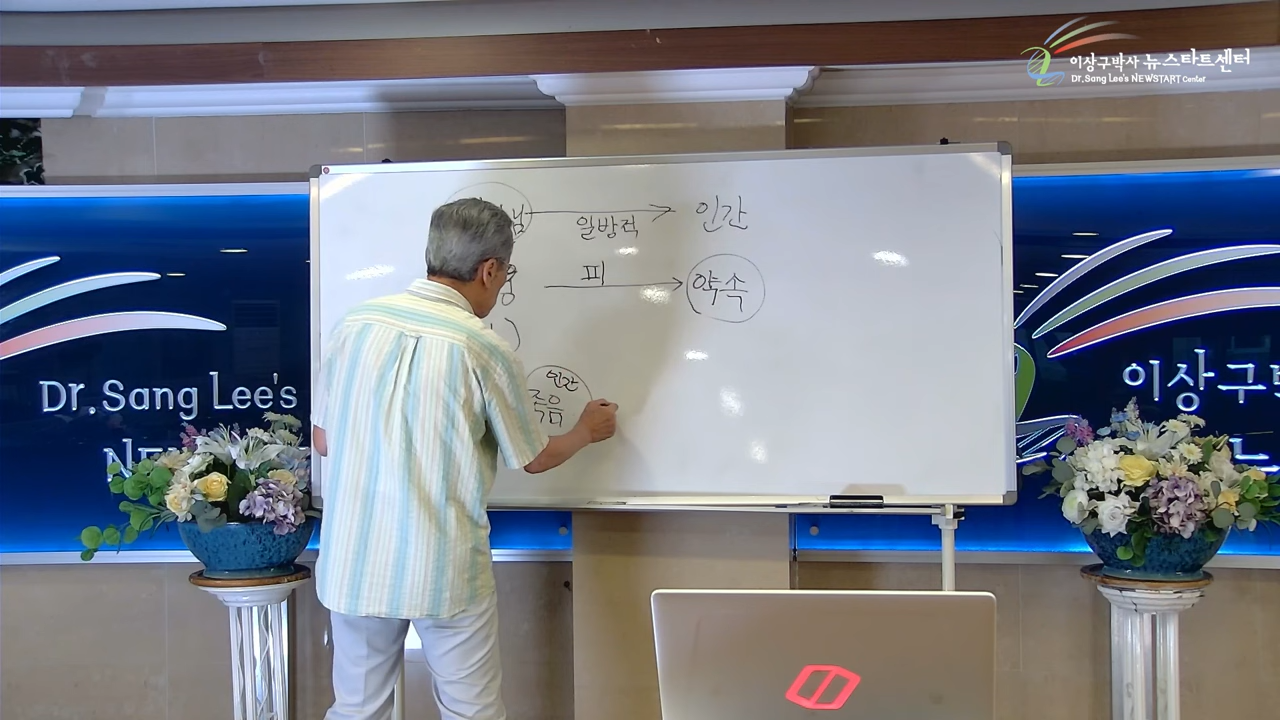 이상구박사 뉴스타트센터
Dr. Sang Lee's NEWSTART Center
님 일방적 인간
피 약속
인간
죽음
Dr. Sang Lee's
이상구